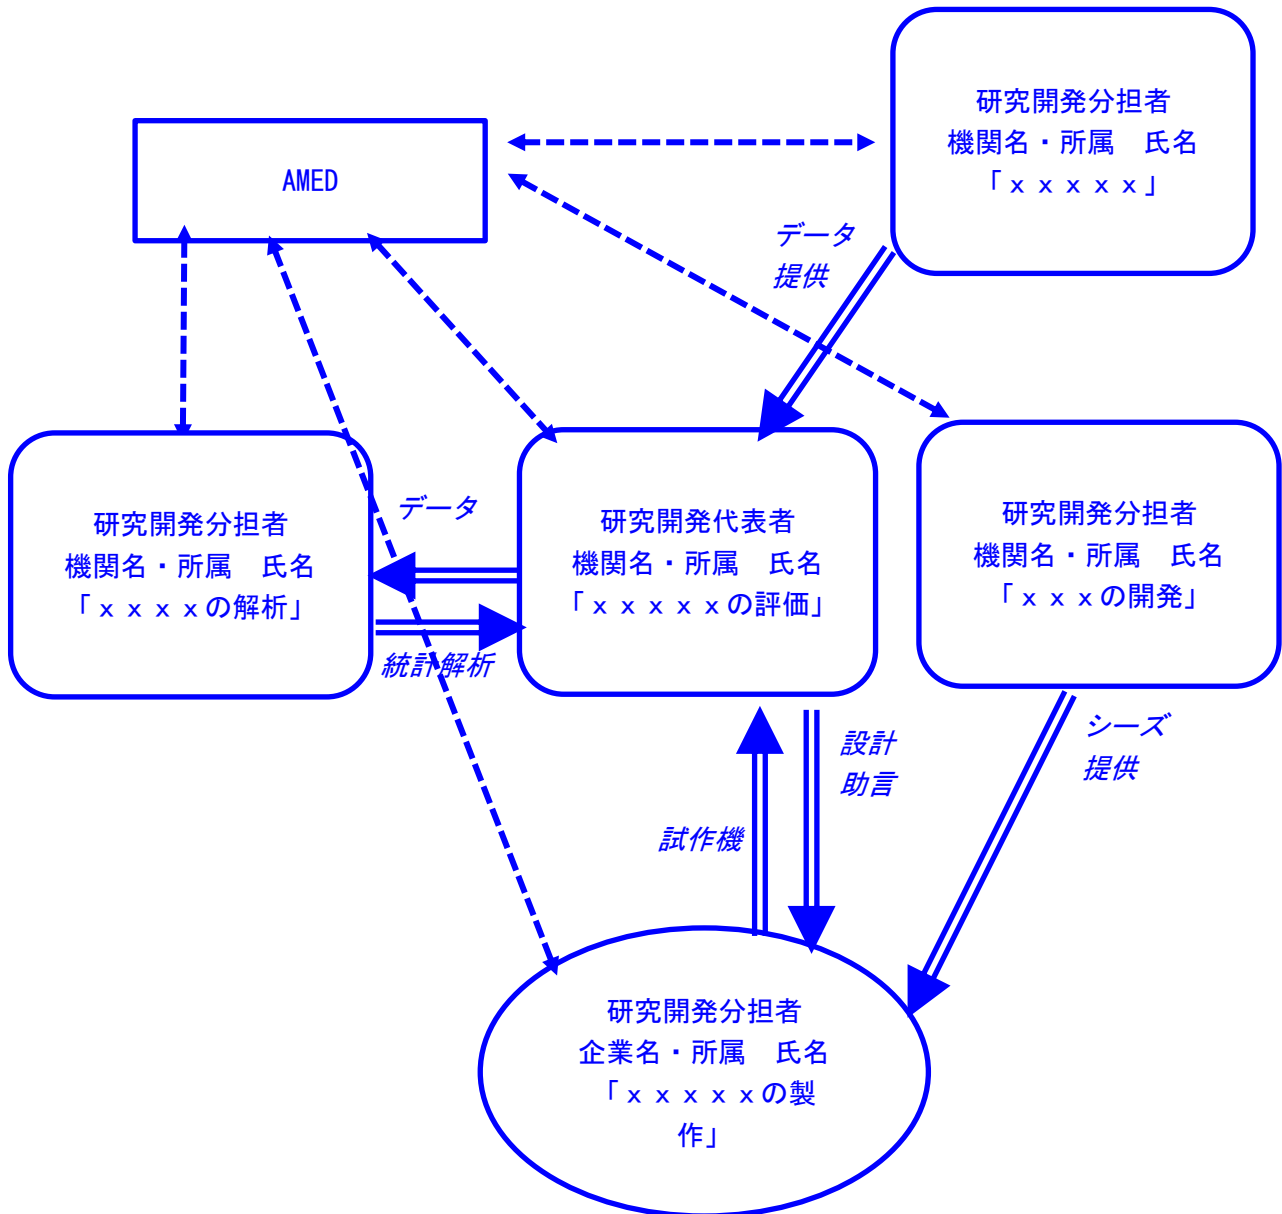 研究開発分担者
機関名・所属　氏名
「ｘｘｘｘｘ」
AMED
データ
提供
研究開発分担者
機関名・所属　氏名
「ｘｘｘｘの解析」
データ
統計解析
研究開発代表者
機関名・所属　氏名
「ｘｘｘｘｘの評価」
研究開発分担者
機関名・所属　氏名
「ｘｘｘの開発」
設計
助言
シーズ
提供
試作機
研究開発分担者
企業名・所属　氏名
「ｘｘｘｘｘの製
作」